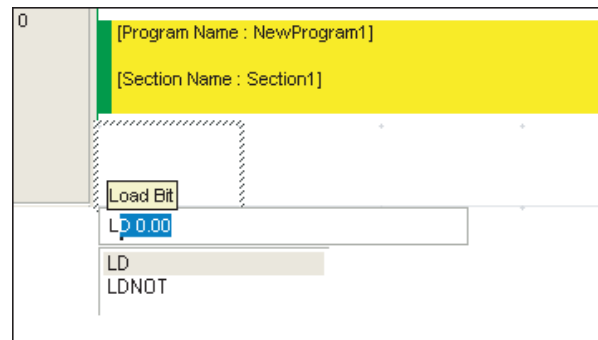 0
[Program Name : NewProgram1]
[Section Name : Section1]
Load Bit
LD 0.00
LD
LDNOT